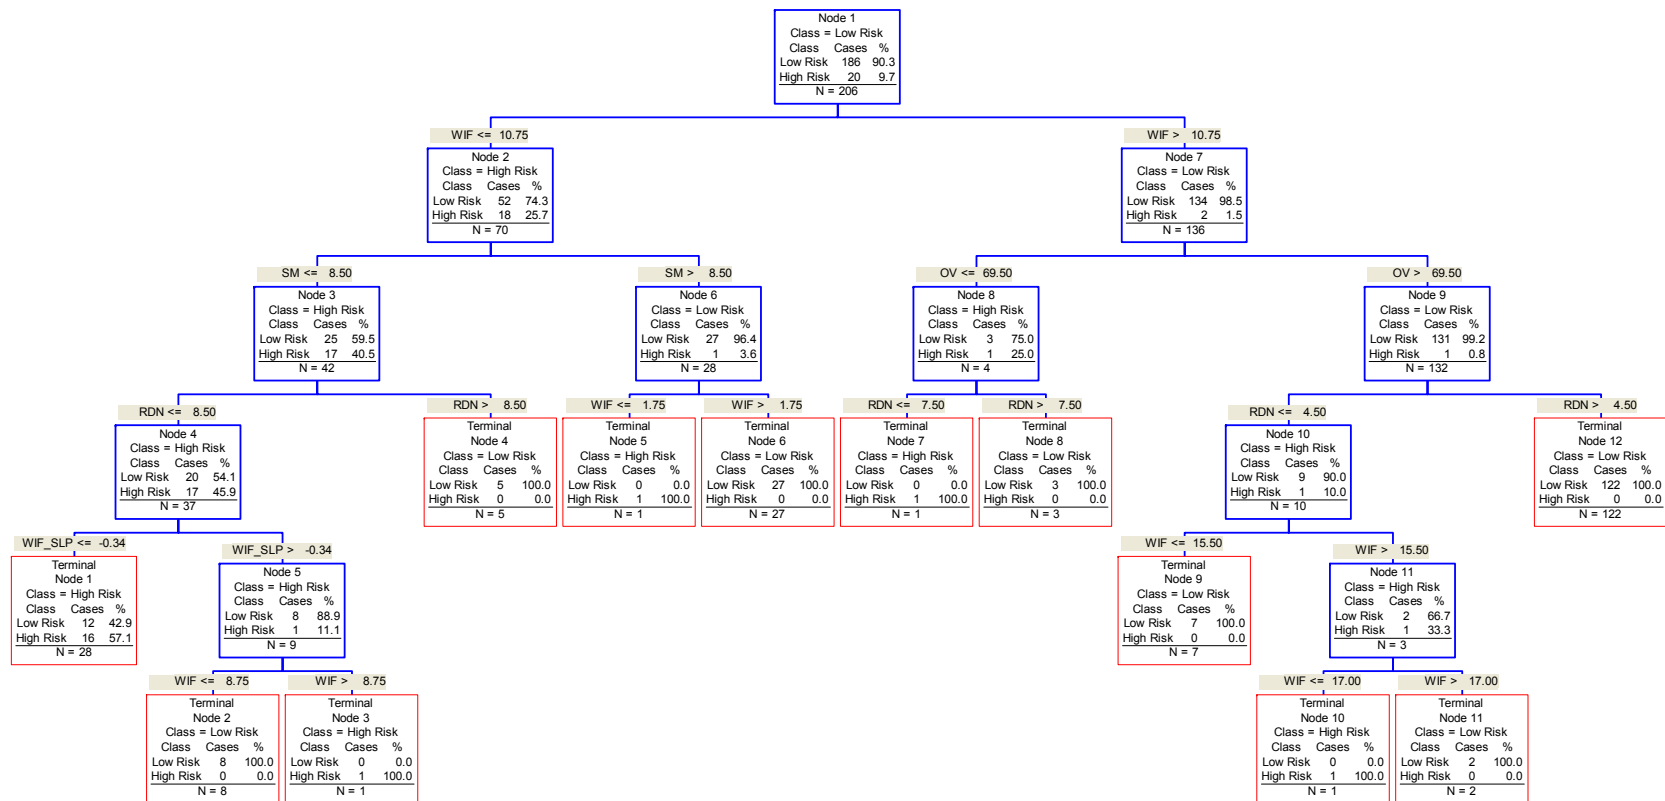 Node 1
Class = Low Risk
Class Cases %
Low Risk 186 90.3
High Risk 20 9.7
N = 206
WIF <= 10.75
WIF > 10.75
Node 2
Class = High Risk
Class Cases %
Low Risk 52 74.3
High Risk 18 25.7
N = 70
Node 7
Class = Low Risk
Class Cases %
Low Risk 134 98.5
High Risk 2 1.5
N = 136
SM <= 8.50
SM > 8.50
OV <= 69.50
OV > 69.50
Node 3
Class = High Risk
Class Cases %
Low Risk 25 59.5
High Risk 17 40.5
N = 42
Node 6
Class = Low Risk
Class Cases %
Low Risk 27 96.4
High Risk 1 3.6
N = 28
Node 8
Class = High Risk
Class Cases %
Low Risk 3 75.0
High Risk 1 25.0
N = 4
Node 9
Class = Low Risk
Class Cases %
Low Risk 131 99.2
High Risk 1 0.8
N = 132
RDN <= 8.50
RDN > 8.50
WIF <= 1.75
WIF > 1.75
RDN <= 7.50
RDN > 7.50
RDN <= 4.50
RDN > 4.50
Node 4
Class = High Risk
Class Cases %
Low Risk 20 54.1
High Risk 17 45.9
N = 37
Terminal
Node 4
Class = Low Risk
Class Cases %
Low Risk 5 100.0
High Risk 0 0.0
N = 5
Terminal
Node 5
Class = High Risk
Class Cases %
Low Risk 0 0.0
High Risk 1 100.0
N = 1
Terminal
Node 6
Class = Low Risk
Class Cases %
Low Risk 27 100.0
High Risk 0 0.0
N = 27
Terminal
Node 7
Class = High Risk
Class Cases %
Low Risk 0 0.0
High Risk 1 100.0
N = 1
Terminal
Node 8
Class = Low Risk
Class Cases %
Low Risk 3 100.0
High Risk 0 0.0
N = 3
Node 10
Class = High Risk
Class Cases %
Low Risk 9 90.0
High Risk 1 10.0
N = 10
Terminal
Node 12
Class = Low Risk
Class Cases %
Low Risk 122 100.0
High Risk 0 0.0
N = 122
WIF_SLP <= -0.34
WIF_SLP > -0.34
WIF <= 15.50
WIF > 15.50
Terminal
Node 1
Class = High Risk
Class Cases %
Low Risk 12 42.9
High Risk 16 57.1
N = 28
Node 5
Class = High Risk
Class Cases %
Low Risk 8 88.9
High Risk 1 11.1
N = 9
Terminal
Node 9
Class = Low Risk
Class Cases %
Low Risk 7 100.0
High Risk 0 0.0
N = 7
Node 11
Class = High Risk
Class Cases %
Low Risk 2 66.7
High Risk 1 33.3
N = 3
WIF <= 8.75
WIF > 8.75
WIF <= 17.00
WIF > 17.00
Terminal
Node 2
Class = Low Risk
Class Cases %
Low Risk 8 100.0
High Risk 0 0.0
N = 8
Terminal
Node 3
Class = High Risk
Class Cases %
Low Risk 0 0.0
High Risk 1 100.0
N = 1
Terminal
Node 10
Class = High Risk
Class Cases %
Low Risk 0 0.0
High Risk 1 100.0
N = 1
Terminal
Node 11
Class = Low Risk
Class Cases %
Low Risk 2 100.0
High Risk 0 0.0
N = 2